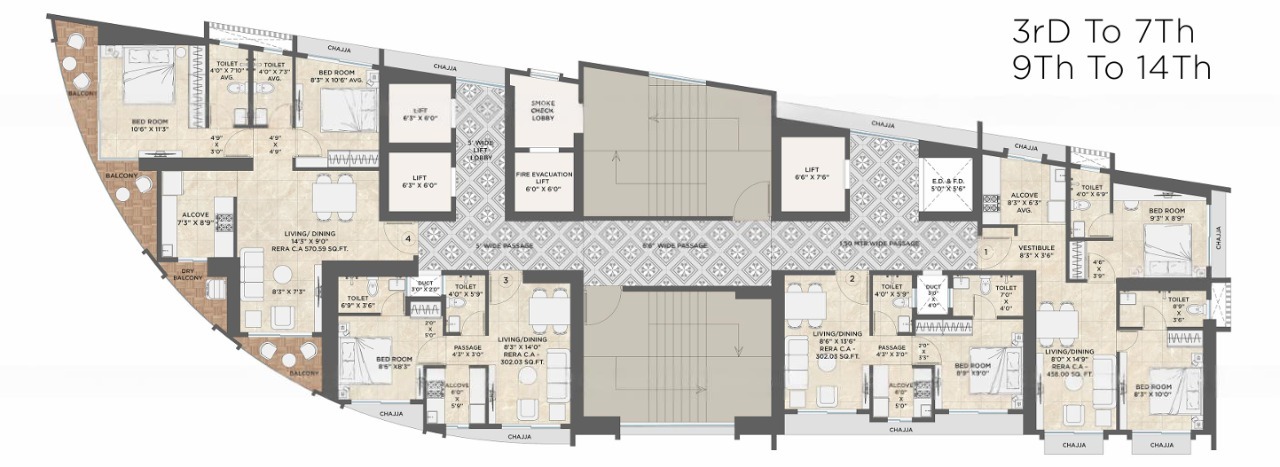 3rD To 7Th
9Th To 14Th
CHAJJA
CHAJJA
TOILET
4'0" X 7'10"
AVG.
TOILET
4'0" X 7'3"
AVG.
BED ROOM
8'3" X 10'6" AVG.
BALCONY
BED ROOM
10'6" X 11'3"
4'9"
X
3'0"
4'9"
X
4'9"
LIFT
6'3" X 6'0"
LIFT
6'3" X 6'0"
5' WIDE
LIFT
LOBBY
SMOKE
CHECK
LOBBY
FIRE EVACUATION
LIFT
6'0" X 6'0"
LIFT
6'6" X 7'6"
CHAJJA
E.D. & F.D.
5'0" X 5'6"
CHAJJA
ALCOVE
8'3" X 6'3"
AVG.
TOILET
4'0" X 6'9"
BED ROOM
9'3" X 8'9"
CHAJJA
BALCONY
ALCOVE
7'3" X 8'9"
LIVING/ DINING
14'3" X 9'0"
RERA C.A 570.59 SQ.FT.
4
5' WIDE PASSAGE
6'6" WIDE PASSAGE
1.50 MTR WIDE PASSAGE
1
VESTIBULE
8'3" X 3'6"
4'6"
X
3'9"
DRY
BALCONY
8'3" X 7'3"
BALCONY
TOILET
6'9" X 3'6"
DUCT
3'0" X 2'0"
TOILET
4'0" X 5'9"
3
2'0"
X
5'0"
BED ROOM
8'6" X8'3"
PASSAGE
4'3" X 3'0"
LIVING/DINING
8'3" X 14'0"
RERA C.A -
302.03 SQ.FT.
ALCOVE
6'0"
X
5'9"
CHAJJA
CHAJJA
2
LIVING/DINING
8'6" X 13'6"
RERA C.A -
302.03 SQ.FT.
TOILET
4'0" X 5'9"
DUCT
3'0"
X
4'0"
TOILET
7'0"
X
4'0"
PASSAGE
4'3" X 3'0"
2'0"
X
3'5"
BED ROOM
8'9" X9'0"
ALCOVE
6'0"
X
5'0"
CHAJJA
LIVING/DINING
8'0" X 14'9"
RERA C.A -
438.00 SQ. FT.
TOILET
6'9"
X
3'6"
BED ROOM
8'3" X 10'0"
CHAJJA
CHAJJA